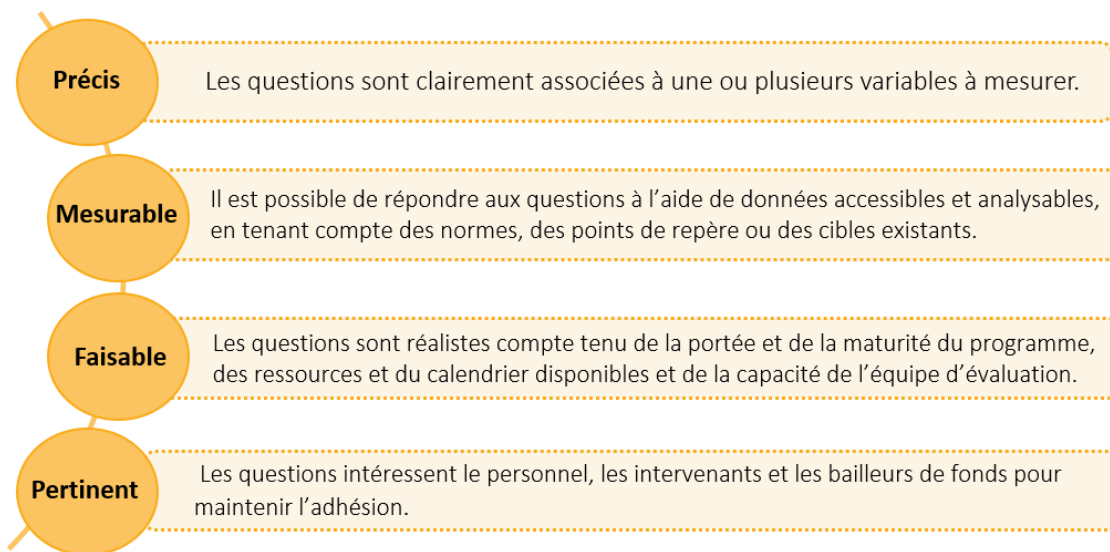 Précis
Les questions sont clairement associées à une ou plusieurs variables à mesurer.
Mesurable
Il est possible de répondre aux questions à l’aide de données accessibles et analysables,
en tenant compte des normes, des points de repère ou des cibles existants.
Faisable
Les questions sont réalistes compte tenu de la portée et de la maturité du programme,
des ressources et du calendrier disponibles et de la capacité de l’équipe d’évaluation.
Pertinent
Les questions intéressent le personnel, les intervenants et les bailleurs de fonds pour
maintenir l’adhésion.